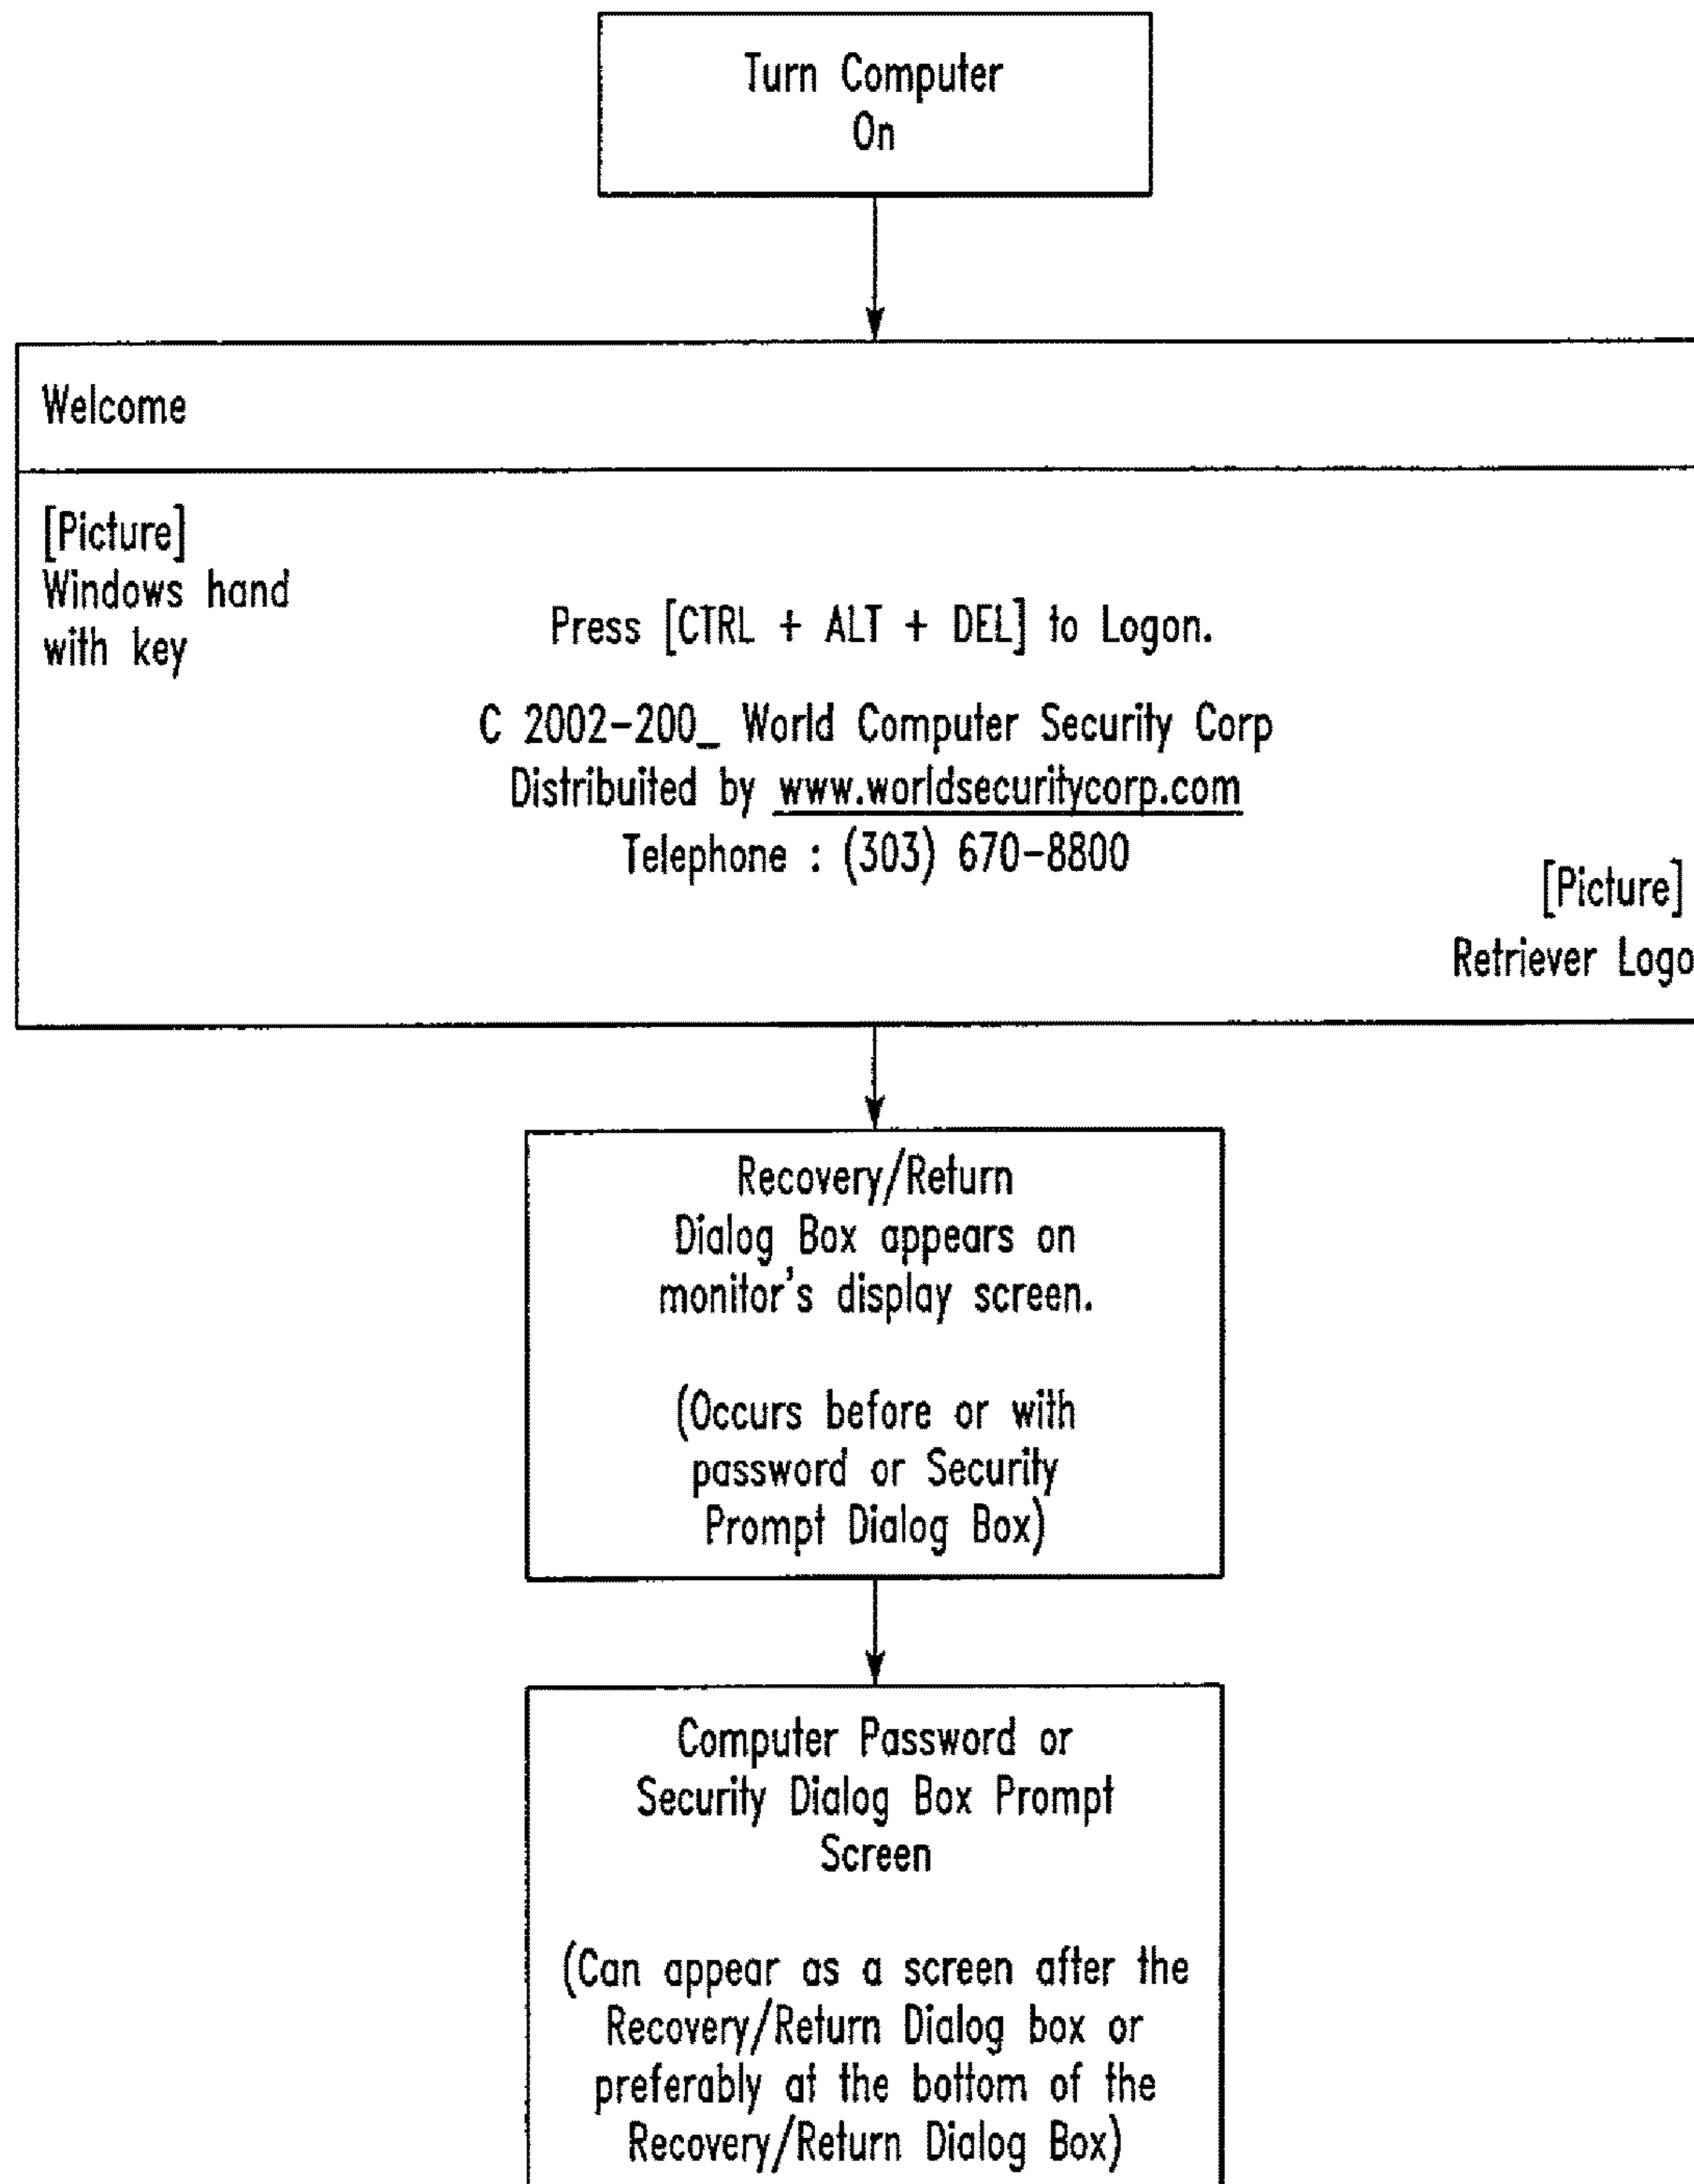 Turn Computer
On
Welcome
[Picture]
Windows hand
with key
Press [CTRL + ALT + DEL] to Logon.
C 2002-200_ World Computer Security Corp
Distribuited by www.worldsecuritycorp.com
Telephone : (303) 670-8800
[Picture]
Retriever Logo
Recovery/Return
Dialog Box appears on
monitor's display screen.
(Occurs before or with
password or Security
Prompt Dialog Box)
Computer Password or
Security Dialog Box Prompt
Screen
(Can appear as a screen after the
Recovery/Return Dialog box or
preferably at the bottom of the
Recovery/Return Dialog Box)